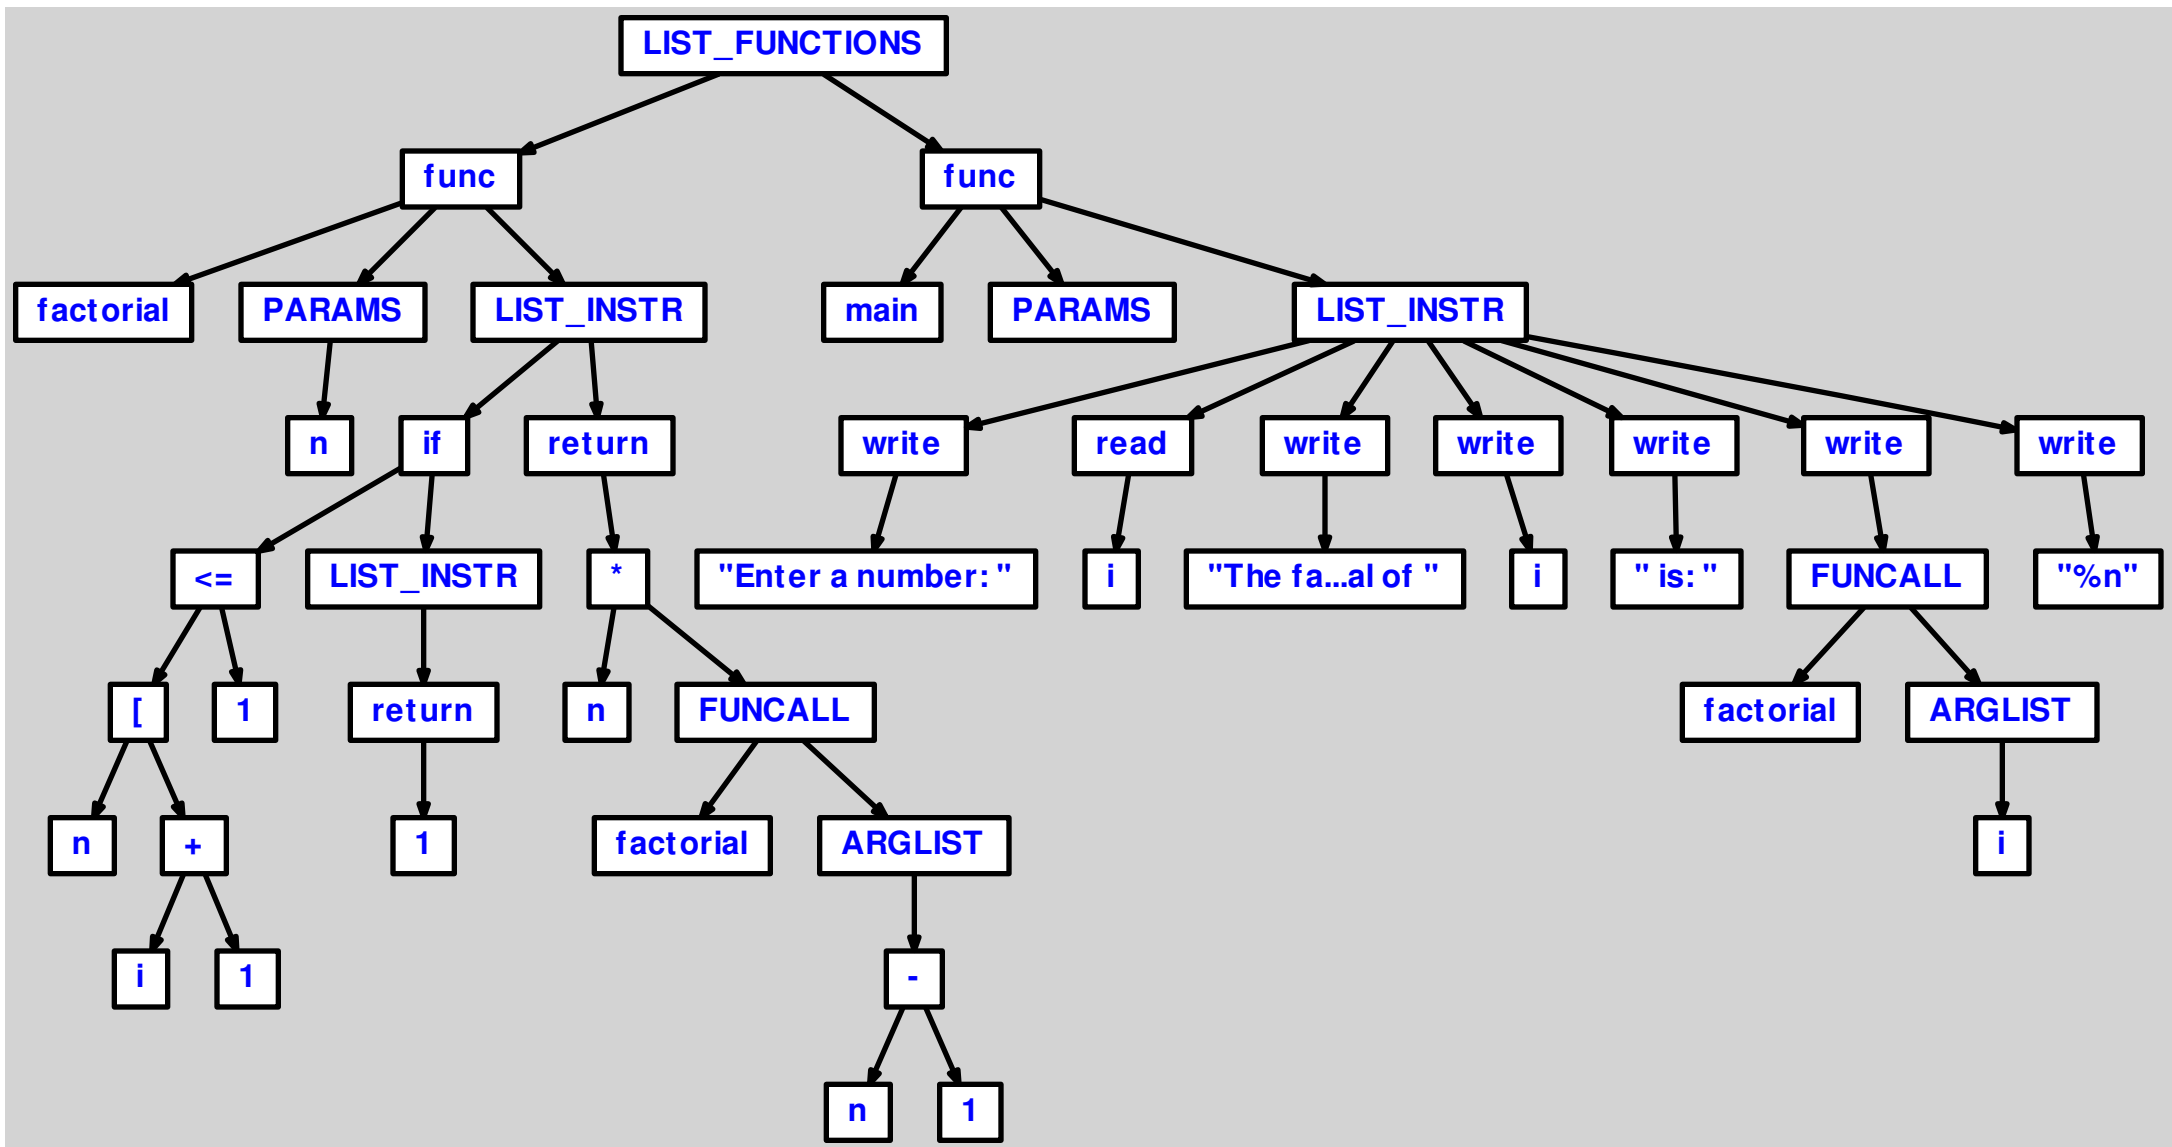 LIST_FUNCTIONS
func func
factorial PARAMS LIST_INSTR main PARAMS LIST_INSTR
n if return write read write write write write write
<= LIST_INSTR * "Enter a number: " i "The fa...al of " i " is: " FUNCALL "%n"
[ 1 return n FUNCALL factorial ARGLIST
n + 1 factorial ARGLIST i
i 1 -
n 1